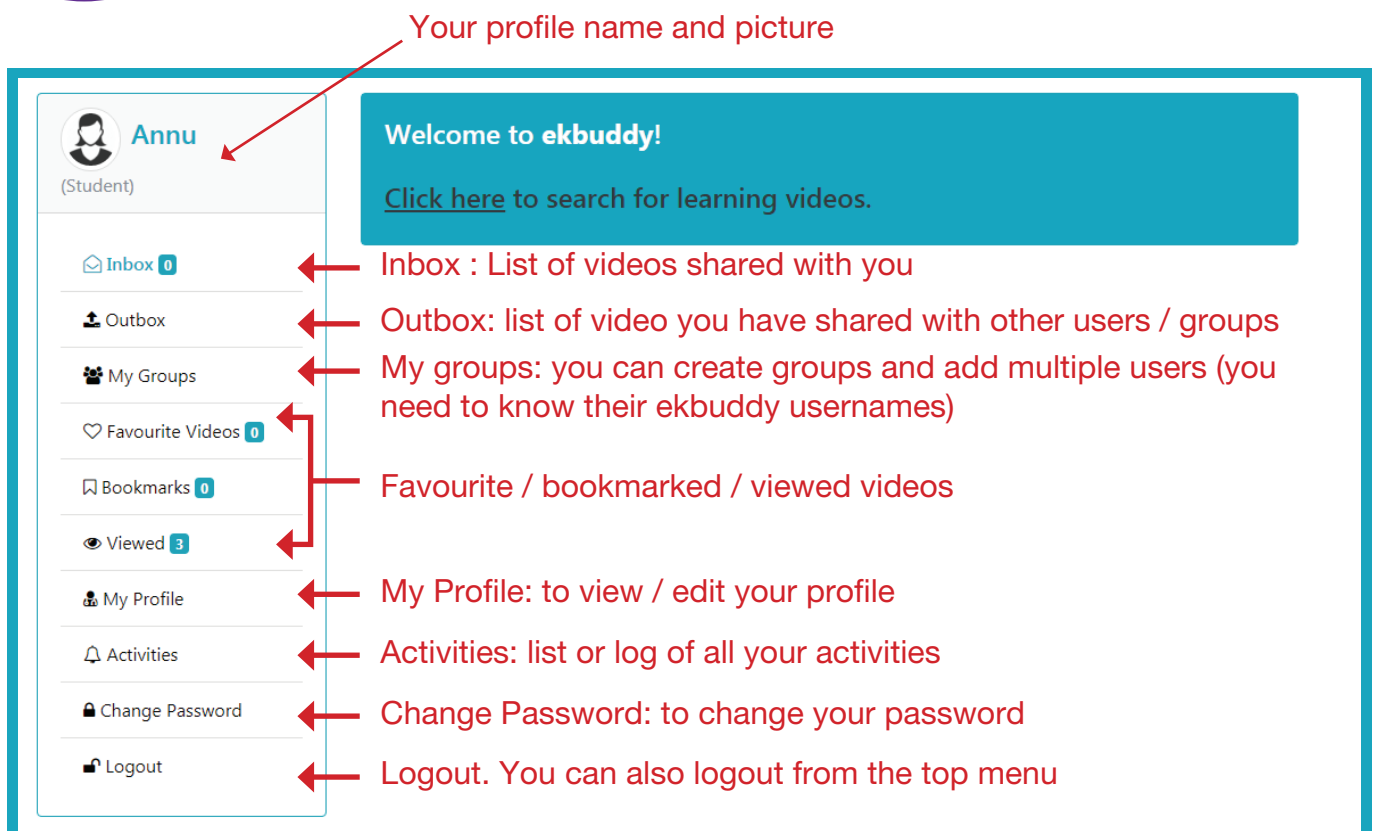 Your profile name and picture
Annu
(Student)
Welcome to ekbuddy!
Click here to search for learning videos.
Inbox 0
Inbox : List of videos shared with you
Outbox
Outbox: list of video you have shared with other users / groups
My Groups
My groups: you can create groups and add multiple users (you
need to know their ekbuddy usernames)
Favourite Videos 0
Bookmarks 0
Favourite / bookmarked / viewed videos
Viewed 3
My Profile
My Profile: to view / edit your profile
Activities
Activities: list or log of all your activities
Change Password
Change Password: to change your password
Logout
Logout. You can also logout from the top menu